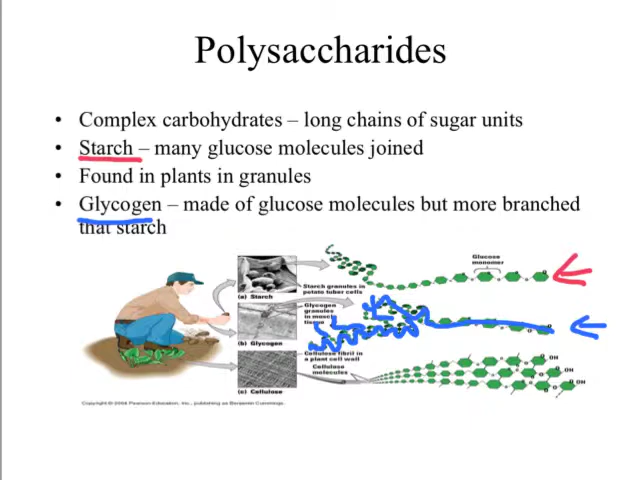 Polysaccharides
• Complex carbohydrates – long chains of sugar units
• Starch – many glucose molecules joined
• Found in plants in granules
• Glycogen – made of glucose molecules but more branched
that starch
Glucose
monomer
(a) Starch
Starch granules in
potato tuber cells
Glycogen
granules
in muscle
(b) Glycogen
Cellulose fibril in
a plant cell wall
Cellulose
molecules
(c) Cellulose
OH
OH
OH
Copyright © 2004 Pearson Education, Inc., publishing as Benjamin Cummings.